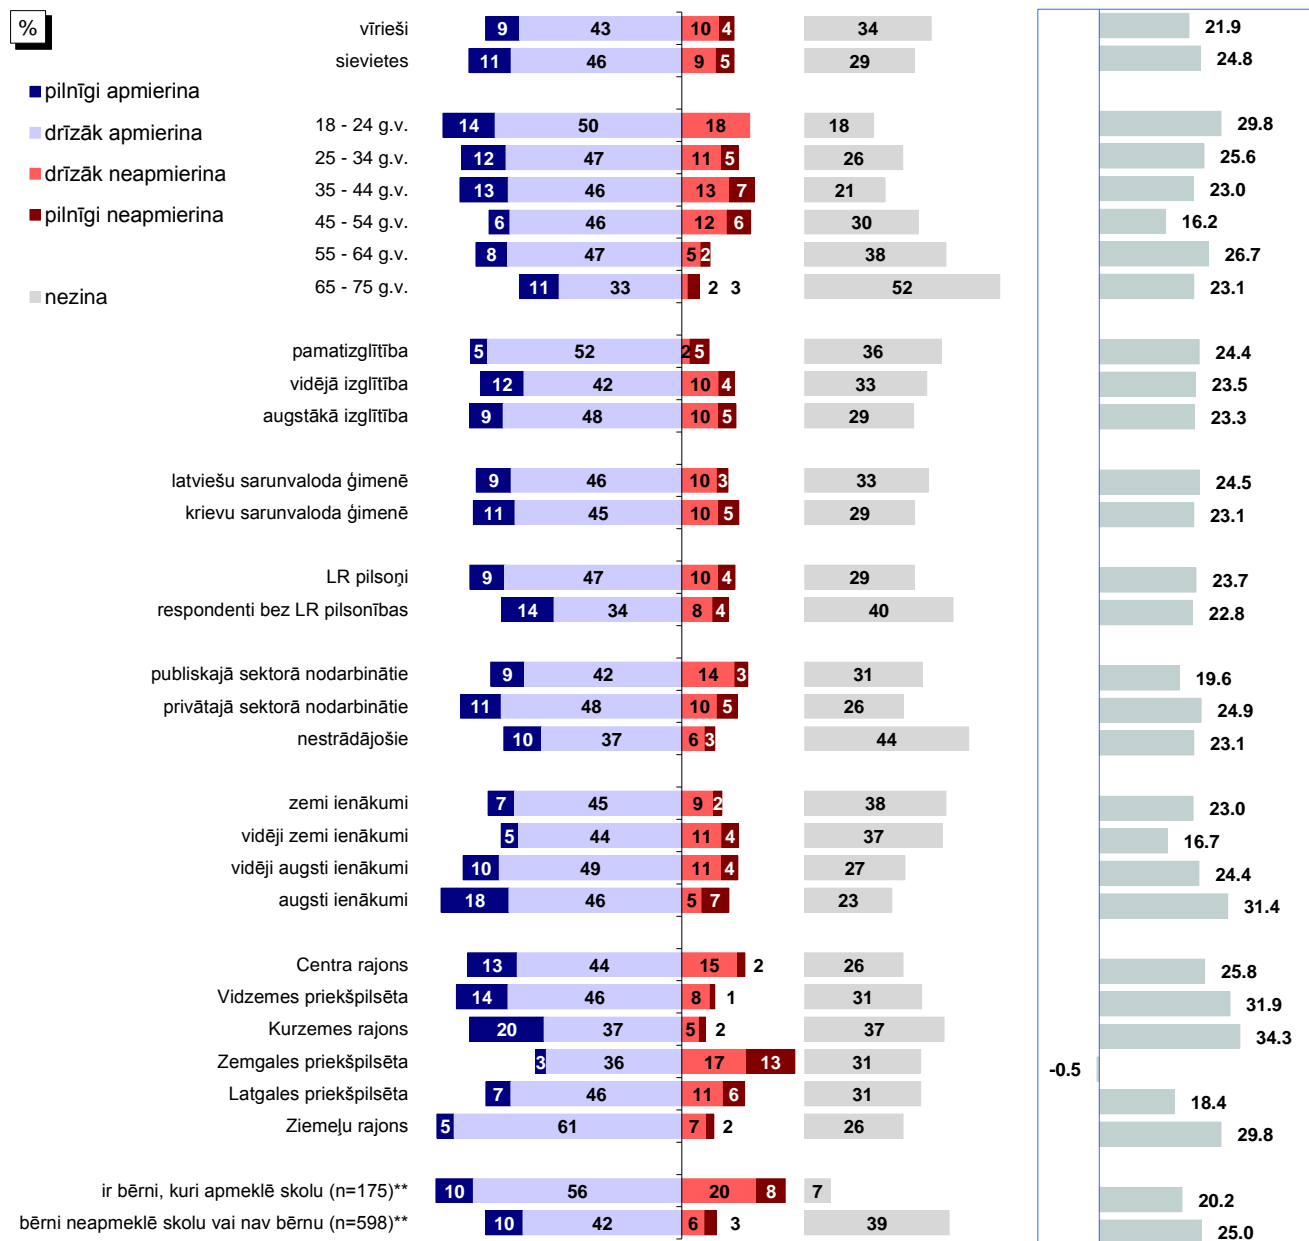 %
pilnīgi apmierina
drīzāk apmierina
drīzāk neapmierina
pilnīgi neapmierina
nezina
vīrieši 9 43 10 4 34 21.9
sievietes 11 46 9 5 29 24.8
18 - 24 g.v. 14 50 18 18 29.8
25 - 34 g.v. 12 47 11 5 26 25.6
35 - 44 g.v. 13 46 13 7 21 23.0
45 - 54 g.v. 6 46 12 6 30 16.2
55 - 64 g.v. 8 47 5 2 38 26.7
65 - 75 g.v. 11 33 2 3 52 23.1
pamatizglītība 5 52 2 5 36 24.4
vidējā izglītība 12 42 10 4 33 23.5
augstākā izglītība 9 48 10 5 29 23.3
latviešu sarunvaloda ģimenē 9 46 10 3 33 24.5
krievu sarunvaloda ģimenē 11 45 10 5 29 23.1
LR pilsoņi 9 47 10 4 29 23.7
respondenti bez LR pilsonības 14 34 8 4 40 22.8
publiskajā sektorā nodarbinātie 9 42 14 3 31 19.6
privātajā sektorā nodarbinātie 11 48 10 5 26 24.9
nestrādājošie 10 37 6 3 44 23.1
zemi ienākumi 7 45 9 2 38 23.0
vidēji zemi ienākumi 5 44 11 4 37 16.7
vidēji augsti ienākumi 10 49 11 4 27 24.4
augsti ienākumi 18 46 5 7 23 31.4
Centra rajons 13 44 15 2 26 25.8
Vidzemes priekšpilsēta 14 46 8 1 31 31.9
Kurzemes rajons 20 37 5 2 37 34.3
Zemgales priekšpilsēta 3 36 17 13 31 -0.5
Latgales priekšpilsēta 7 46 11 6 31 18.4
Ziemeļu rajons 5 61 7 2 26 29.8
ir bērni, kuri apmeklē skolu (n=175)** 10 56 20 8 7 20.2
bērni neapmeklē skolu vai nav bērnu (n=598)** 10 42 6 3 39 25.0